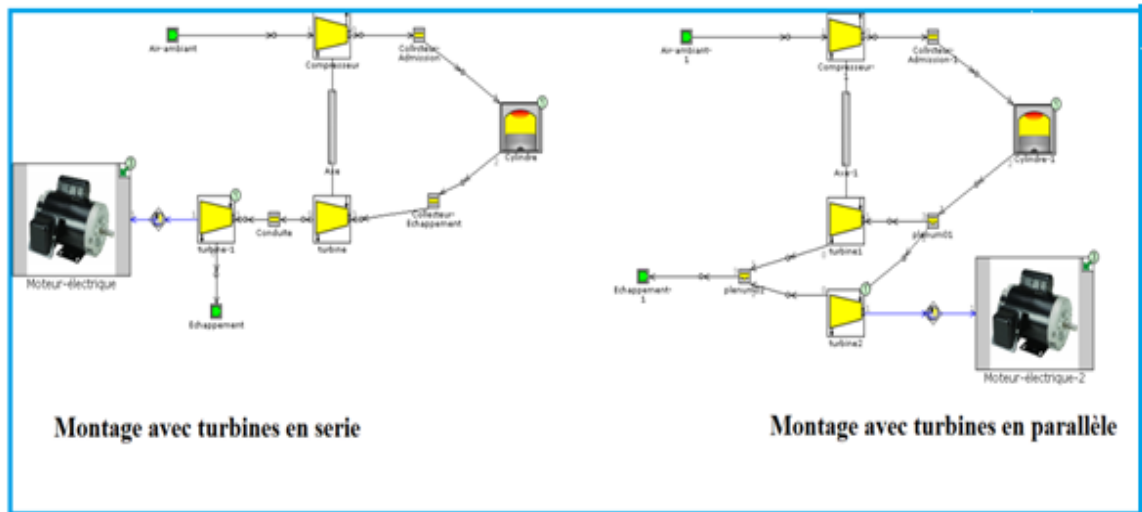 Air-ambiant
Compresseur
Collecteur-
Admission
Cylindre
Axe
Collecteur-
Echappement
turbine
Conduite
turbine-1
Moteur-électrique
Echappement
Montage avec turbines en serie
Air-ambiant-
1
Compresseur-
1
Collecteur-
Admission-1
Cylindre-1
Axe-1
turbine1
plenum01
Echappement-
1
turbine2
Moteur-électrique-2
Montage avec turbines en parallèle